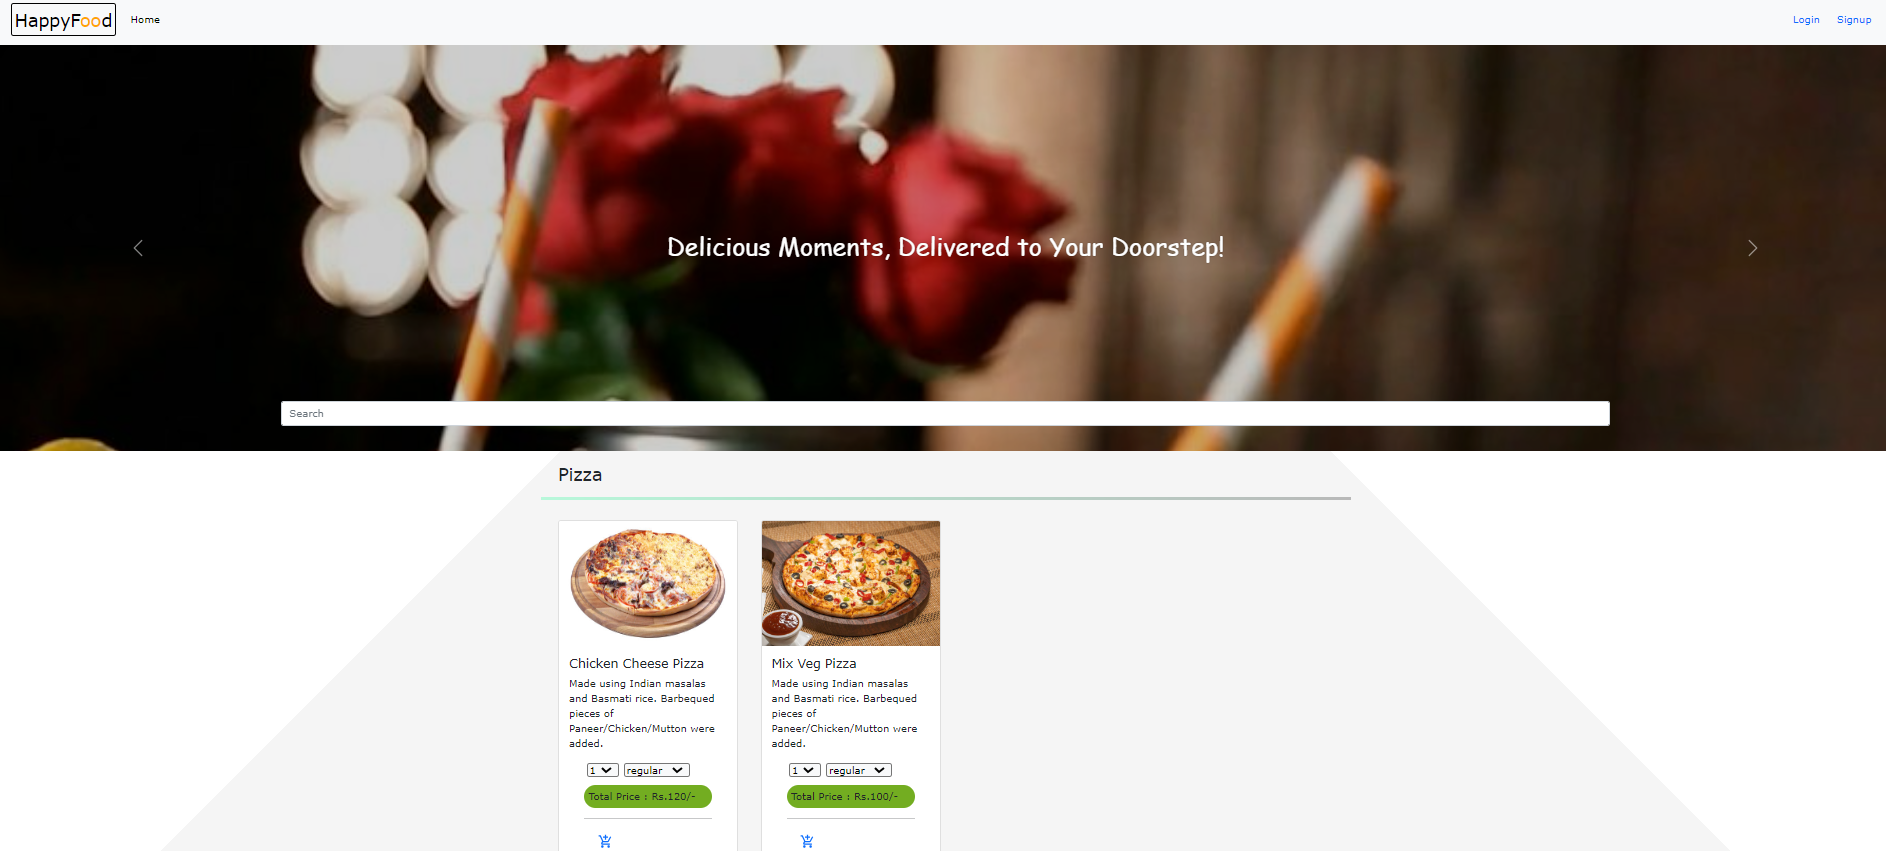 HappyFood Home Login Signup
Delicious Moments, Delivered to Your Doorstep!
Search
Pizza
Chicken Cheese Pizza
Made using Indian masalas
and Basmati rice. Barbequed
pieces of
Paneer/Chicken/Mutton were
added.
1 regular
Total Price : Rs.120/-
Mix Veg Pizza
Made using Indian masalas
and Basmati rice. Barbequed
pieces of
Paneer/Chicken/Mutton were
added.
1 regular
Total Price : Rs.100/-